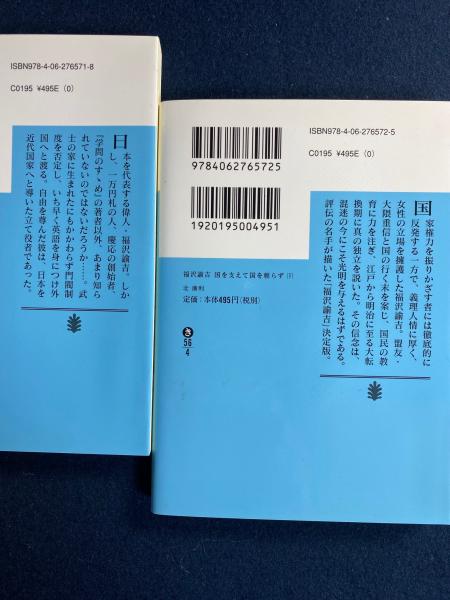 ISBN978-4-06-276571-8
C0195 ¥495E (0)
日本を代表する偉人・福沢諭吉。しか
し、一万円札の人、慶応の創始者、
『学問のすゝめ』の著者以外、あまり知ら
れていないのではないだろうか……。武
士の家に生まれたにもかかわらず門閥制
度を否定し、いち早く英語を身につけ外
国へと渡る。自由を尊んだ彼は、日本を
近代国家へと導いた立て役者であった。
9784062765725
1920195004951
ISBN978-4-06-276572-5
C0195 ¥495E (0)
国家権力を振りかざす者には徹底的に
反発する一方で、義理人情に厚く、
女性の立場を擁護した福沢諭吉。盟友・
大隈重信と国の行く末を案じ、国民の教
育に力を注ぎ、江戸から明治に至る大転
換期に真の独立を説いた。その信念は、
混迷の今にこそ光明を与えるはずである。
評伝の名手が描いた「福沢諭吉」決定版。
福沢諭吉 国を支えて国を頼らず(下)
北 康利
定価:本体495円(税別)
き
56
4